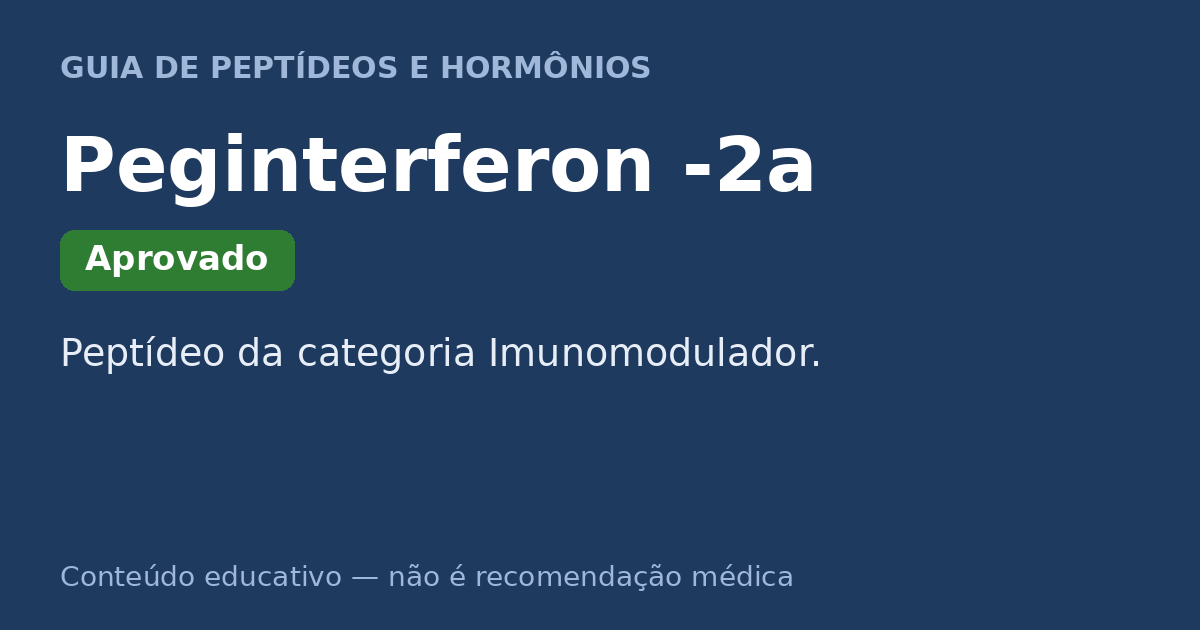 GUIA DE PEPTÍDEOS E HORMÔNIOS
Peginterferon -2a
Aprovado
Peptídeo da categoria Imunomodulador.
Conteúdo educativo — não é recomendação médica